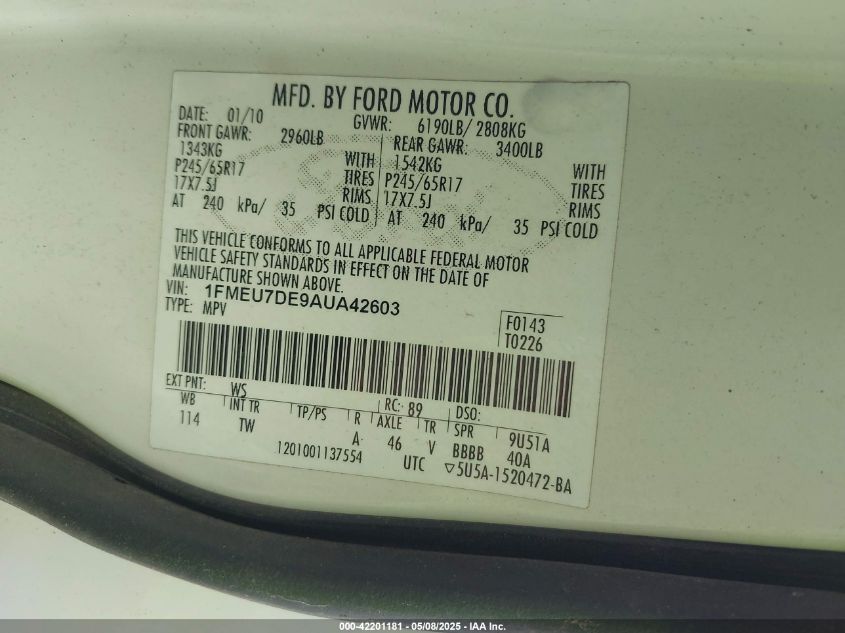 MFD. BY FORD MOTOR CO.
DATE: 01/10 GVWR: 6190LB/ 2808KG
FRONT GAWR: 2960LB REAR GAWR: 3400LB
1343KG WITH 1542KG WITH
P245/65R17 TIRES P245/65R17 TIRES
17X7.5J RIMS 17X7.5J RIMS
AT 240 kPa/ 35 PSI COLD AT 240 kPa/ 35 PSI COLD
THIS VEHICLE CONFORMS TO ALL APPLICABLE FEDERAL MOTOR
VEHICLE SAFETY STANDARDS IN EFFECT ON THE DATE OF
MANUFACTURE SHOWN ABOVE.
VIN: 1FMEU7DE9AUA42603
TYPE: MPV
F0143
T0226
EXT PNT: WS RC: 89 DSO:
WB INT TR TP/PS R AXLE TR SPR 9U51A
114 TW A 46 V BBBB 40A
1201001137554 UTC ▽5U5A-1520472-BA
000-42201181 - 05/08/2025 - IAA Inc.